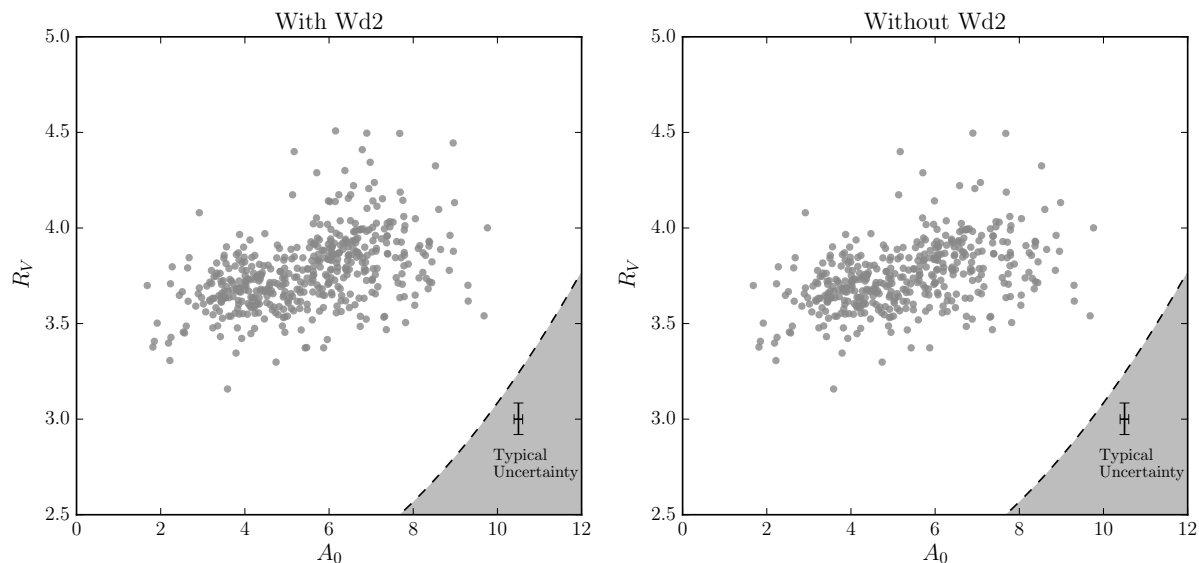 With Wd2
5.0
4.5
4.0
3.5
3.0
2.5
R_V
0 2 4 6 8 10 12
A_0
Typical
Uncertainty
Without Wd2
5.0
4.5
4.0
3.5
3.0
2.5
R_V
0 2 4 6 8 10 12
A_0
Typical
Uncertainty